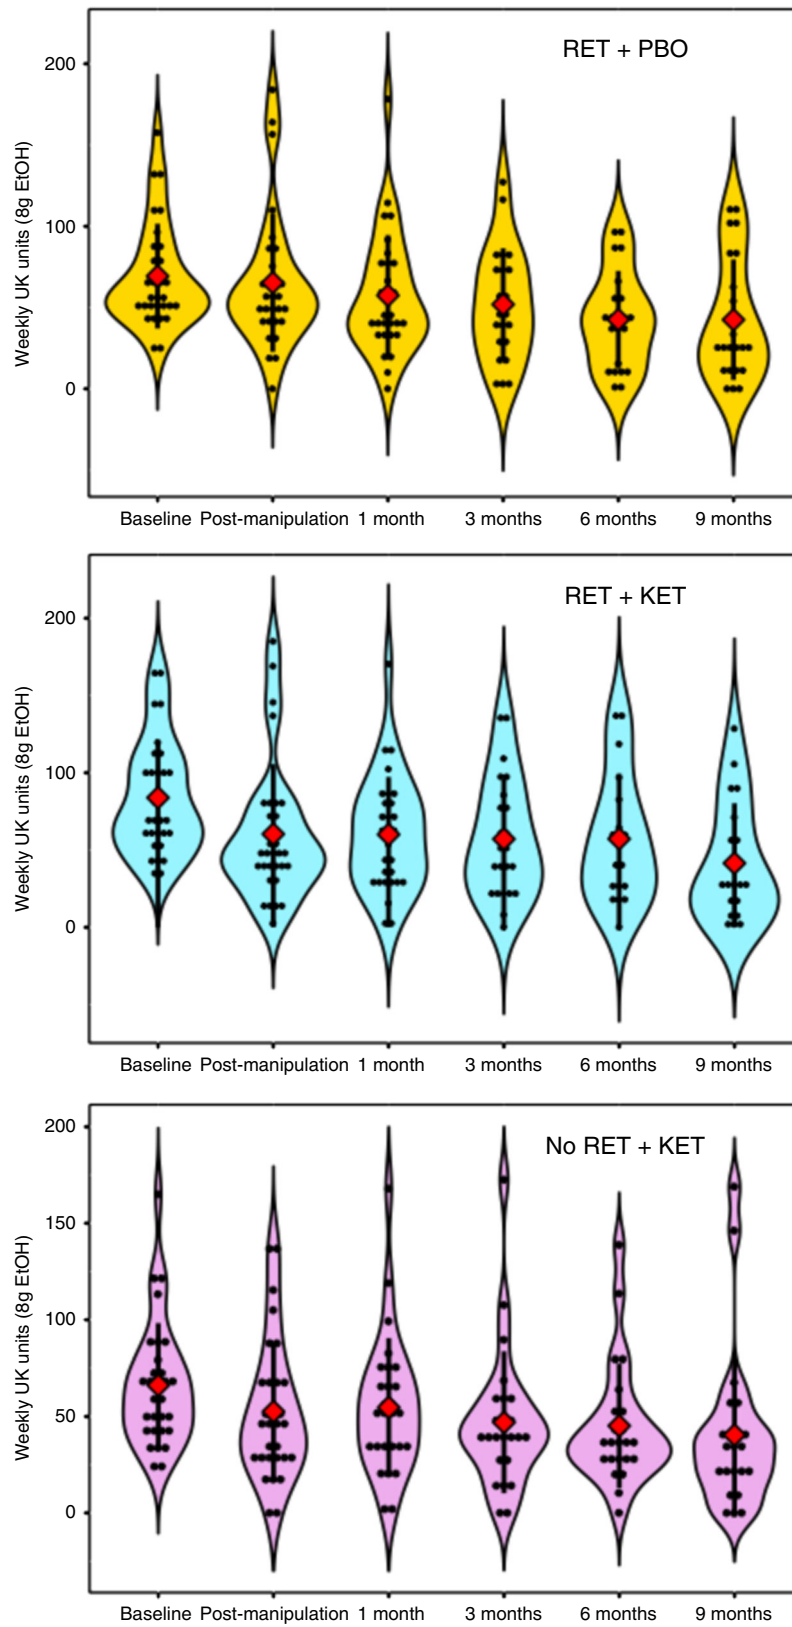 RET + PBO
Weekly UK units (8g EtOH)
200
100
0
Baseline Post-manipulation 1 month 3 months 6 months 9 months
RET + KET
Weekly UK units (8g EtOH)
200
100
0
Baseline Post-manipulation 1 month 3 months 6 months 9 months
No RET + KET
Weekly UK units (8g EtOH)
200
150
100
50
0
Baseline Post-manipulation 1 month 3 months 6 months 9 months